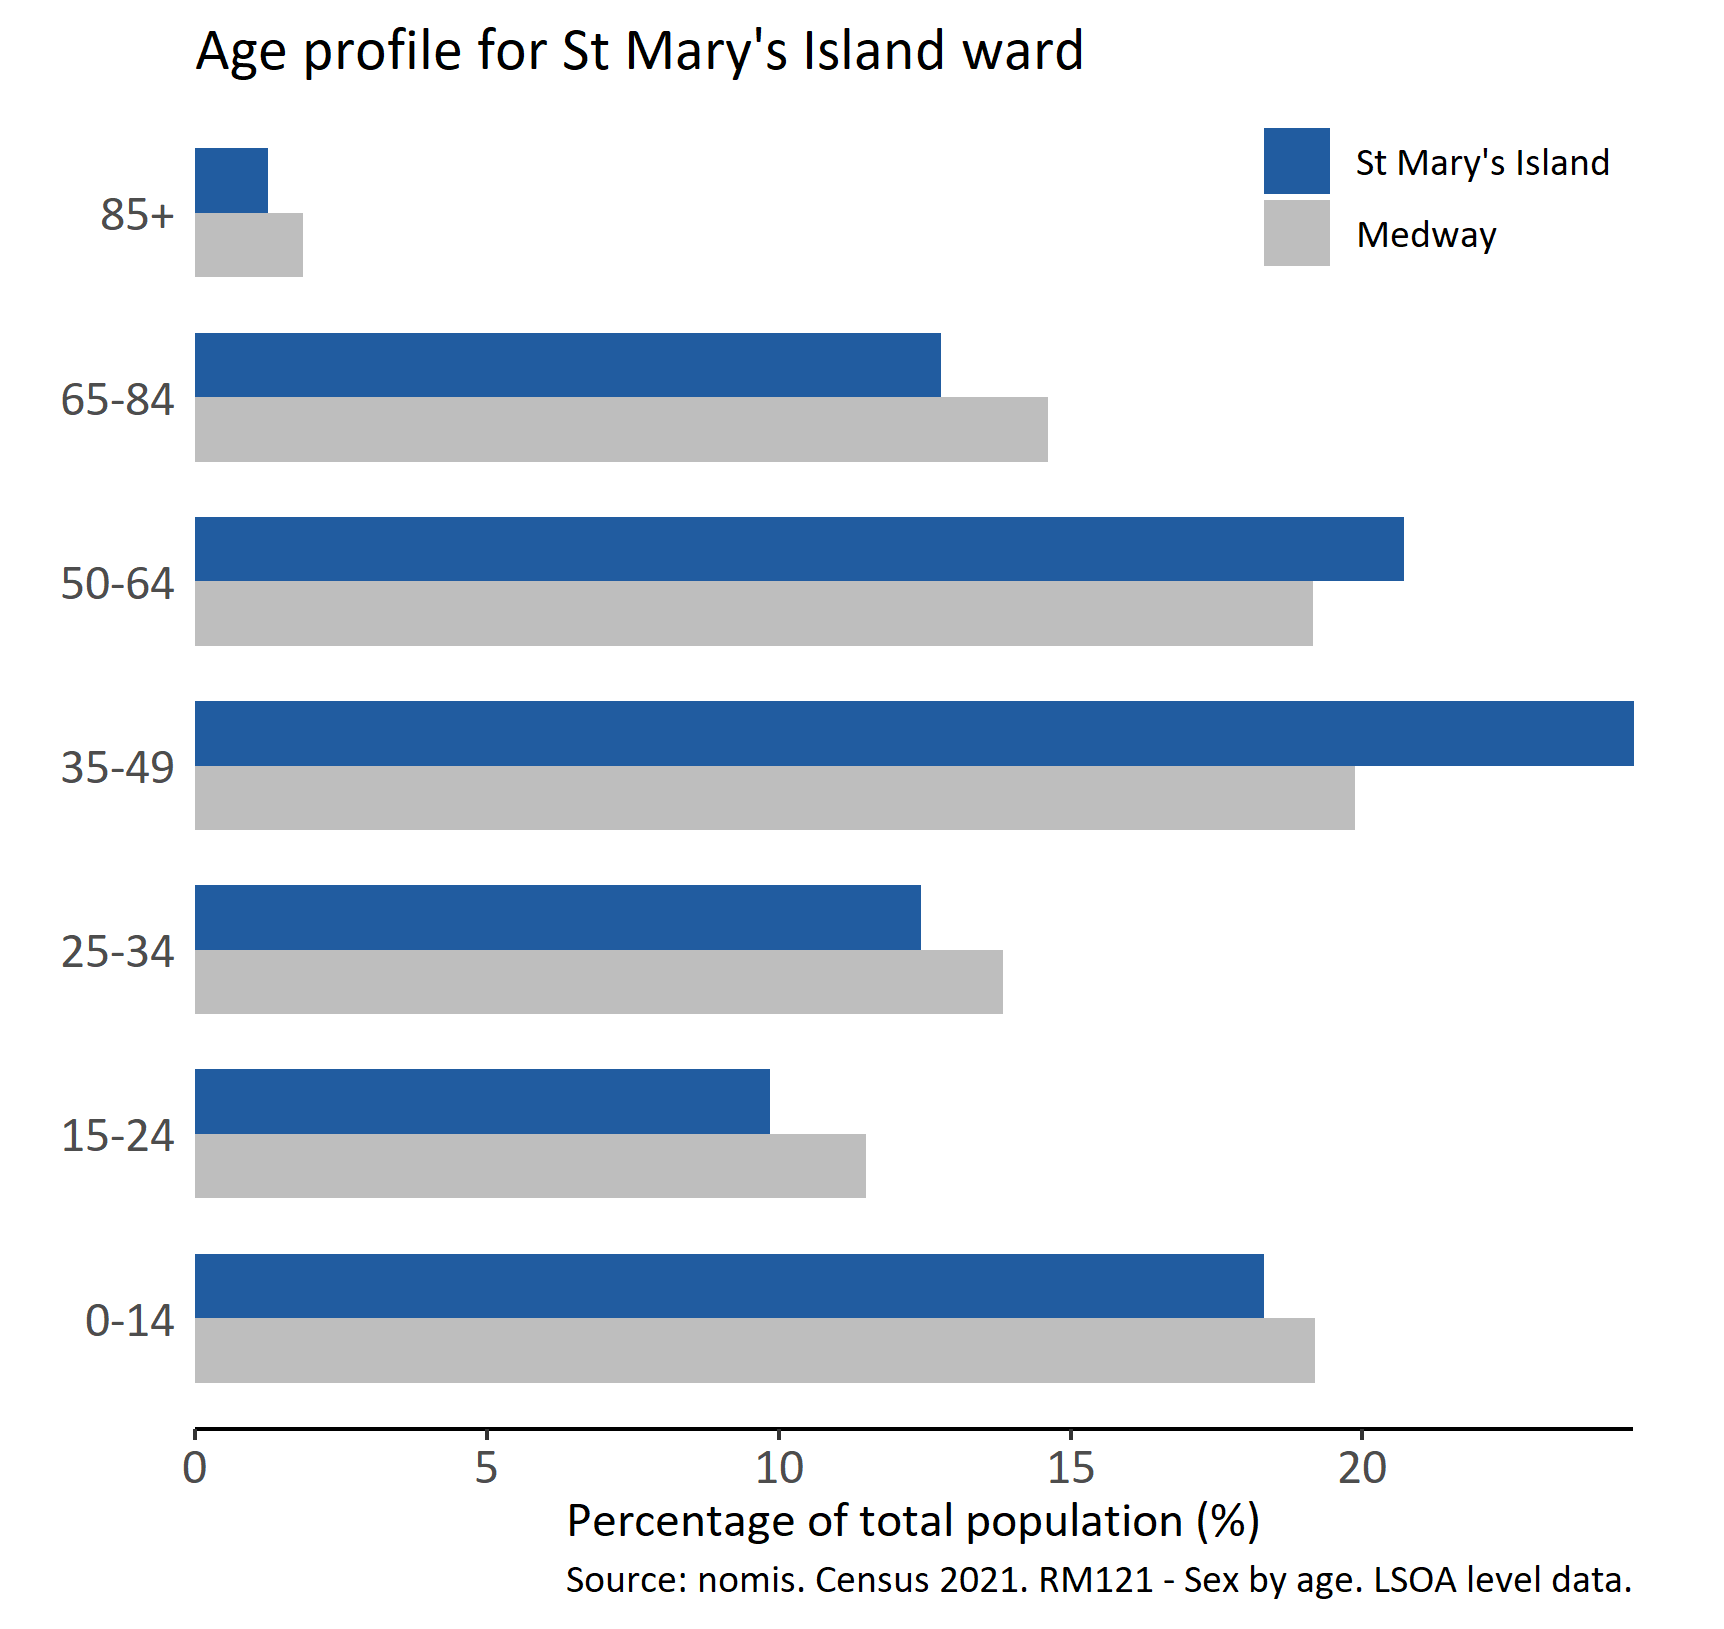 Age profile for St Mary's Island ward
St Mary's Island
Medway
85+
65-84
50-64
35-49
25-34
15-24
0-14
0 5 10 15 20
Percentage of total population (%)
Source: nomis. Census 2021. RM121 - Sex by age. LSOA level data.